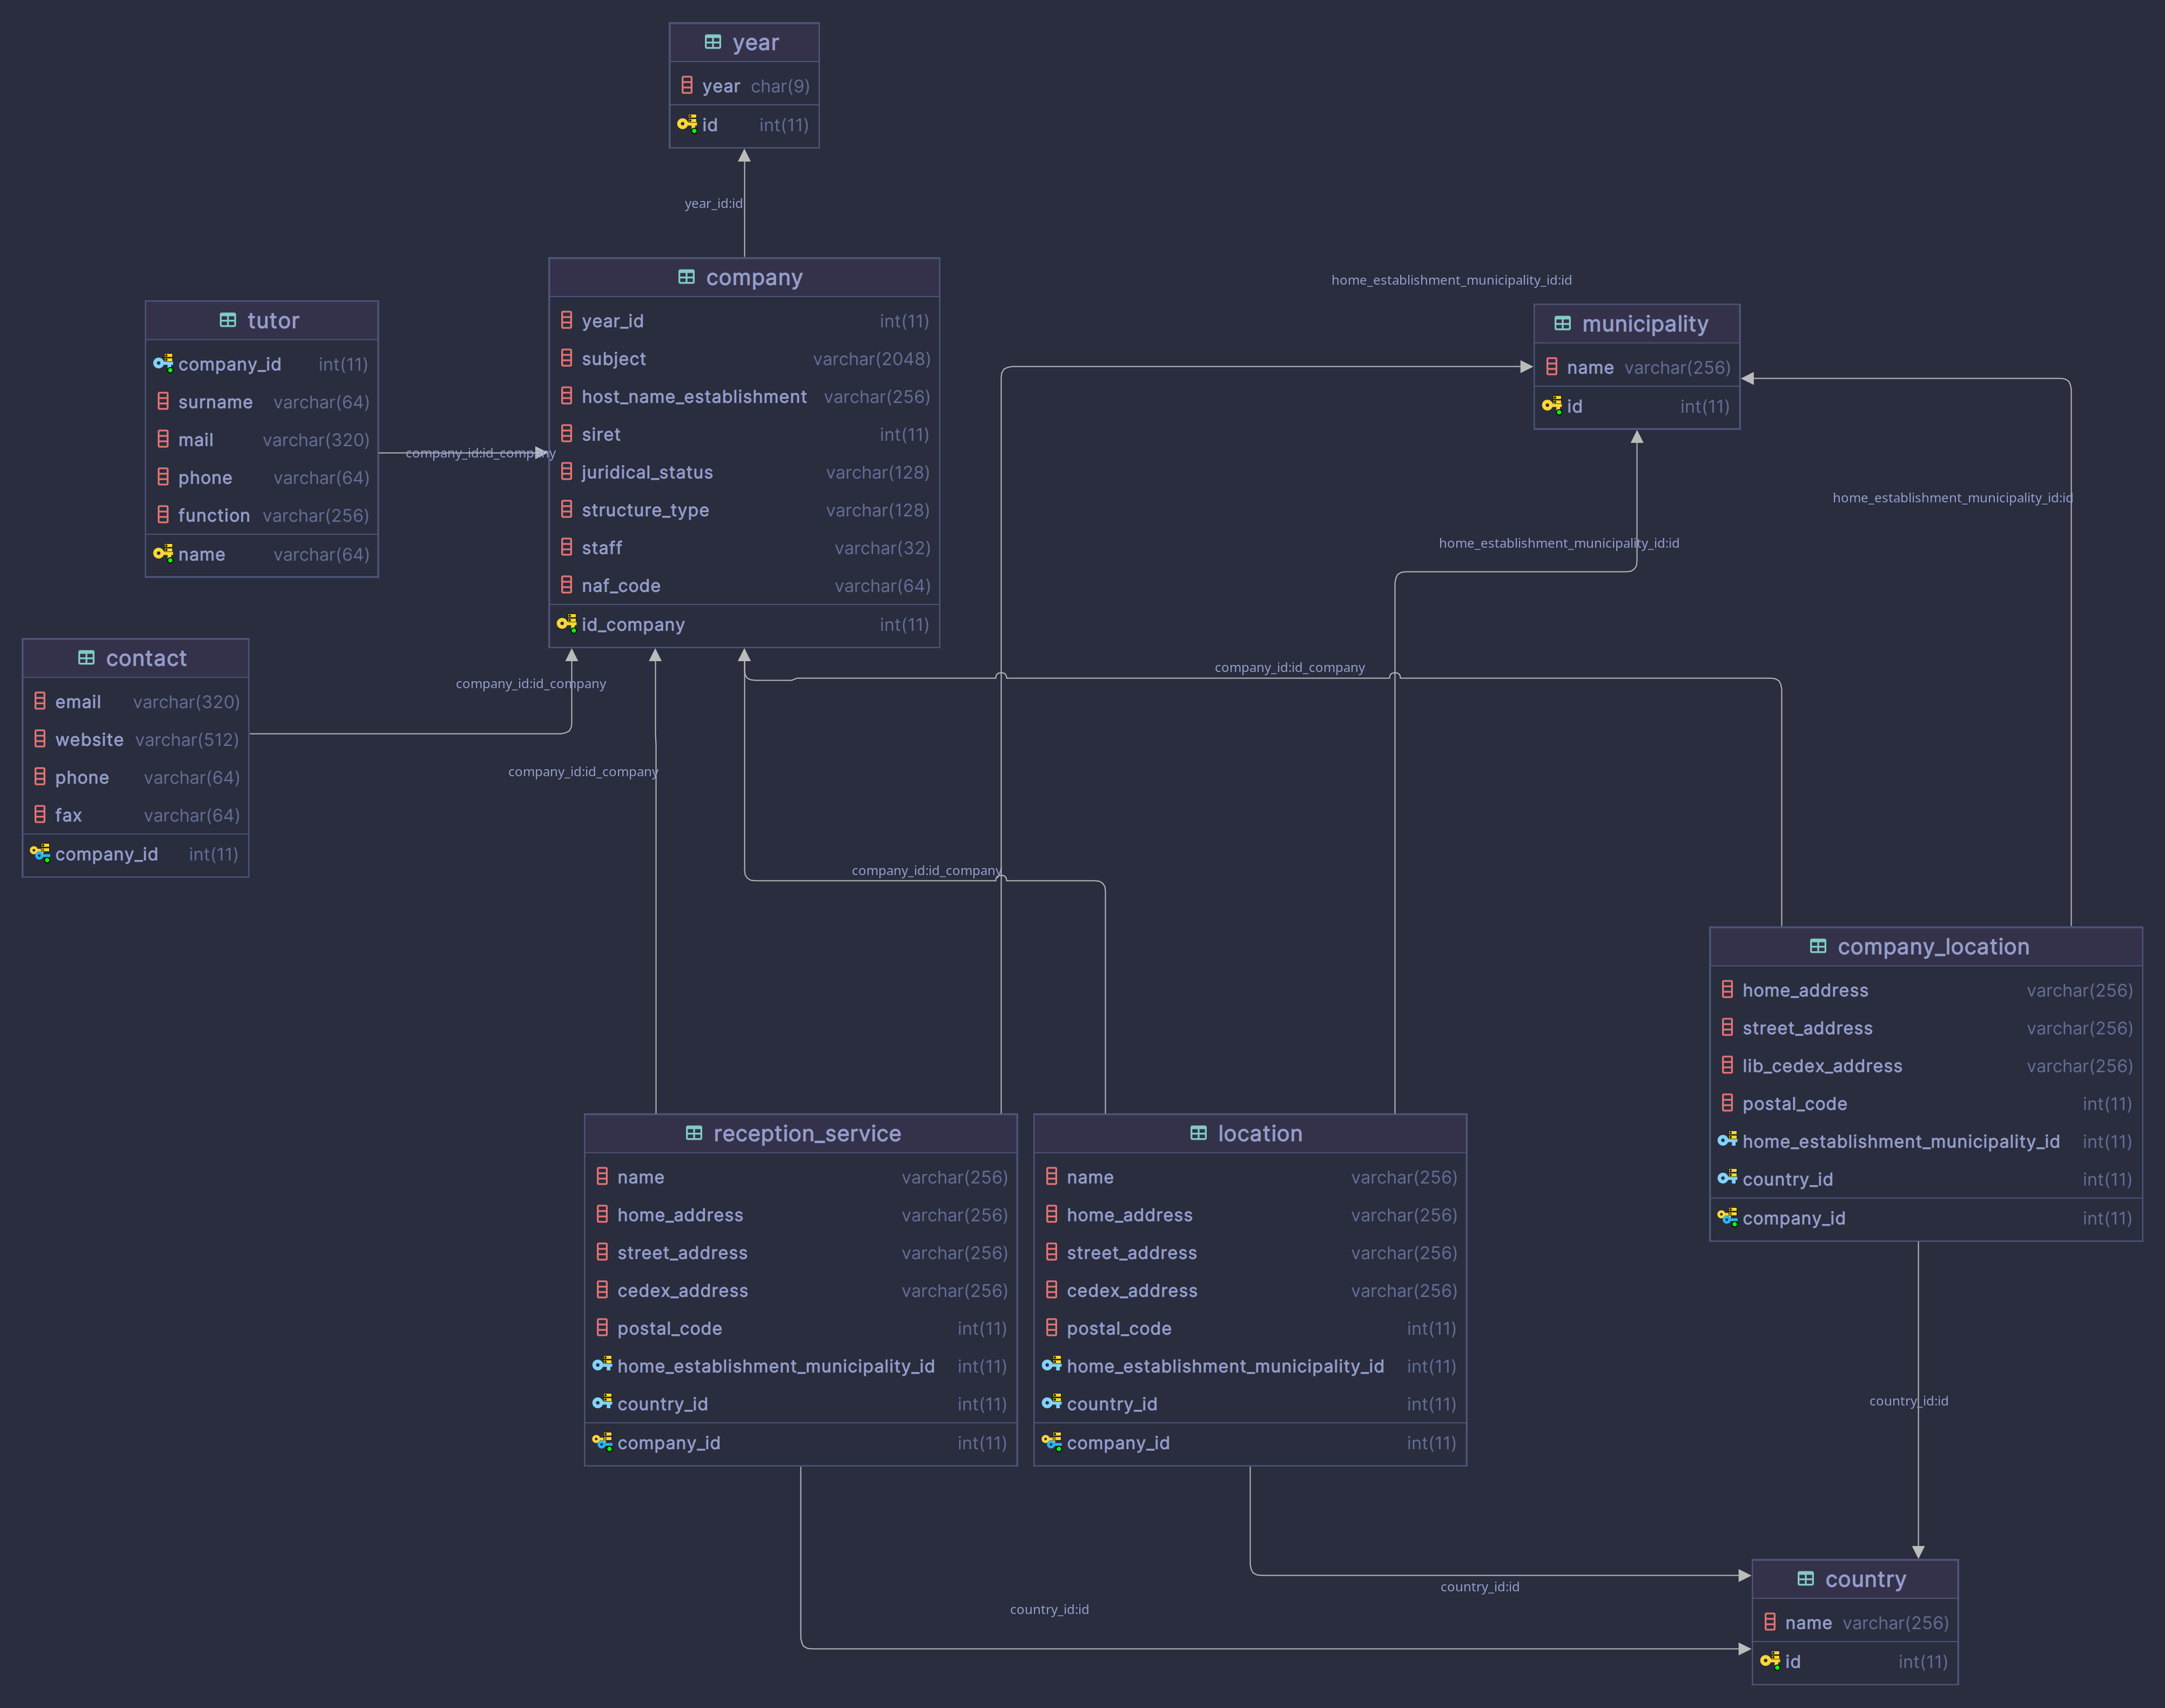 year
year char(9)
id int(11)
year_id:id
company
year_id int(11)
subject varchar(2048)
host_name_establishment varchar(256)
siret int(11)
juridical_status varchar(128)
structure_type varchar(128)
staff varchar(32)
naf_code varchar(64)
id_company int(11)
tutor
company_id int(11)
surname varchar(64)
mail varchar(320)
phone varchar(64)
function varchar(256)
name varchar(64)
company_id:id_company
home_establishment_municipality_id:id
municipality
name varchar(256)
id int(11)
home_establishment_municipality_id:id
home_establishment_municipality_id:id
contact
email varchar(320)
website varchar(512)
phone varchar(64)
fax varchar(64)
company_id int(11)
company_id:id_company
company_id:id_company
company_id:id_company
company_id:id_company
company_location
home_address varchar(256)
street_address varchar(256)
lib_cedex_address varchar(256)
postal_code int(11)
home_establishment_municipality_id int(11)
country_id int(11)
company_id int(11)
reception_service
name varchar(256)
home_address varchar(256)
street_address varchar(256)
cedex_address varchar(256)
postal_code int(11)
home_establishment_municipality_id int(11)
country_id int(11)
company_id int(11)
location
name varchar(256)
home_address varchar(256)
street_address varchar(256)
cedex_address varchar(256)
postal_code int(11)
home_establishment_municipality_id int(11)
country_id int(11)
company_id int(11)
country_id:id
country_id:id
country_id:id
country
name varchar(256)
id int(11)